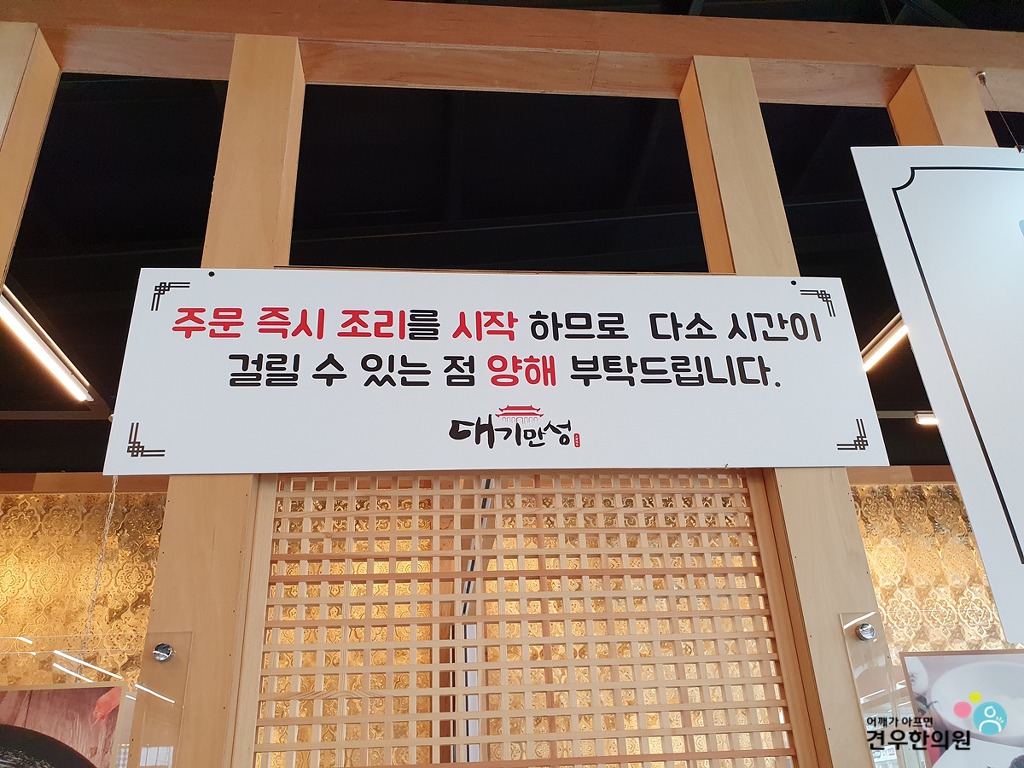 주문 즉시 조리를 시작 하므로 다소 시간이
걸릴 수 있는 점 양해 부탁드립니다.
대기만성
어깨가 아프면
견우한의원